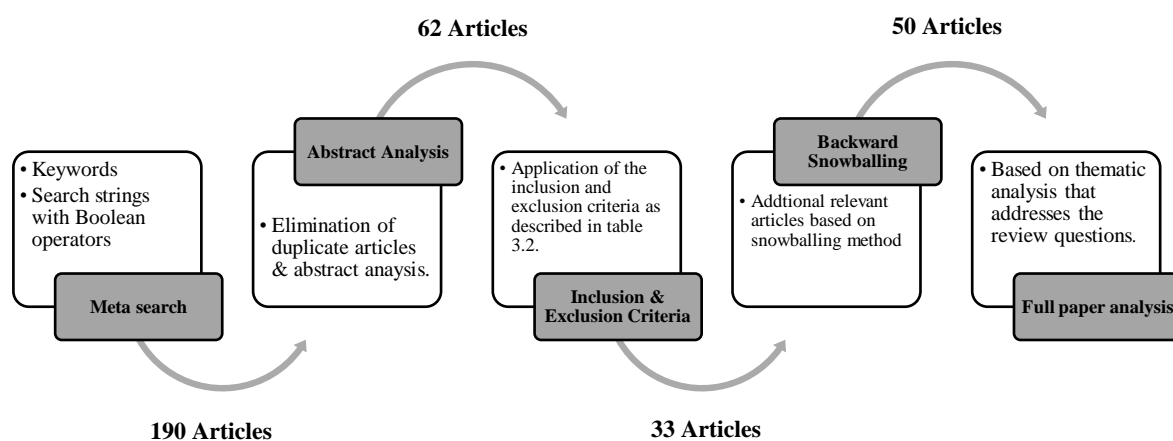 62 Articles
50 Articles
• Keywords
• Search strings
with Boolean
operators
Meta search
Abstract Analysis
• Elimination of
duplicate articles
& abstract anaysis.
• Application of the
inclusion and
exclusion criteria as
described in table
3.2.
Inclusion &
Exclusion Criteria
Backward
Snowballing
• Addtional relevant
articles based on
snowballing method
• Based on thematic
analysis that
addresses the
review questions.
Full paper analysis
190 Articles
33 Articles